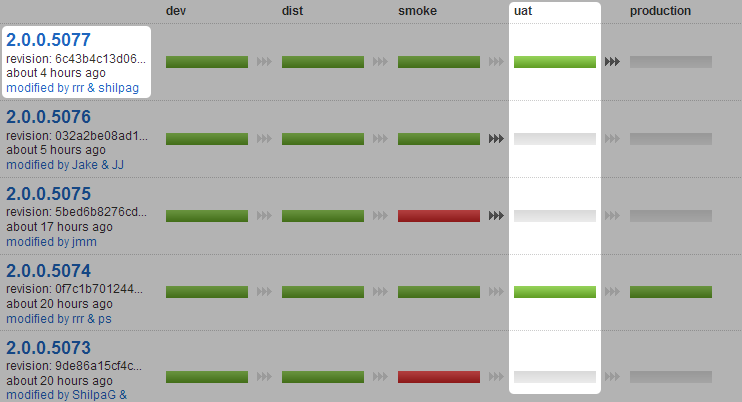 dev dist smoke uat production
2.0.0.5077
revision: 6c43b4c13d06...
about 4 hours ago
modified by rrr & shilpag
2.0.0.5076
revision: 032a2be08ad1...
about 5 hours ago
modified by Jake & JJ
2.0.0.5075
revision: 5bed6b8276cd...
about 17 hours ago
modified by jmm
2.0.0.5074
revision: 0f7c1b701244...
about 20 hours ago
modified by rrr & ps
2.0.0.5073
revision: 9de86a15cf4c...
about 20 hours ago
modified by ShilpaG &